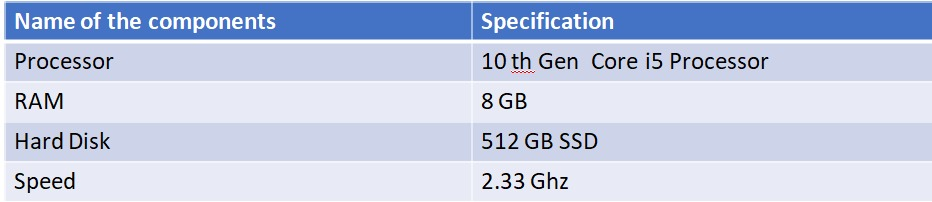 Name of the components Specification
Processor 10 th Gen  Core i5 Processor
RAM 8 GB
Hard Disk 512 GB SSD
Speed 2.33 Ghz